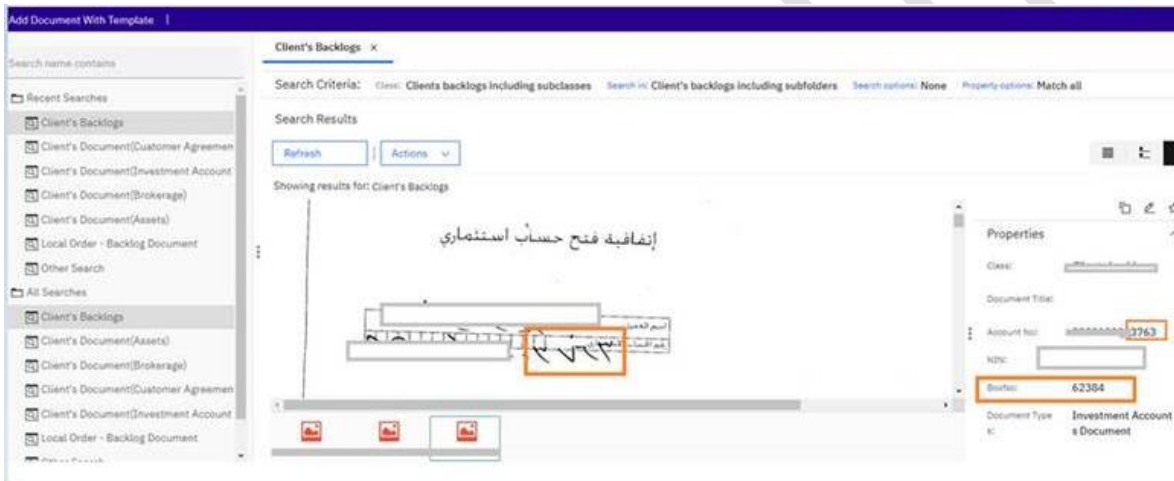 Add Document With Template
Search name contains
Recent Searches
Client's Backlogs
Client's Document(Customer Agreemen
Client's Document(Investment Account
Client's Document(Brokerage)
Client's Document(Assets)
Local Order - Backlog Document
Other Search
All Searches
Client's Backlogs
Client's Document(Assets)
Client's Document(Brokerage)
Client's Document(Customer Agreemen
Client's Document(Investment Account
Local Order - Backlog Document
Client's Backlogs ×
Search Criteria: Class: Clients backlogs including subclasses Search in: Client's backlogs including subfolders Search options: None Property options: Match all
Search Results
Refresh
Actions
Showing results for: Client's Backlogs
إتفاقية فتح حساب استثماري
Properties
Class:
Document Title:
Account No: 3763
NIN:
62384
Document Type Investment Account
s: s Document